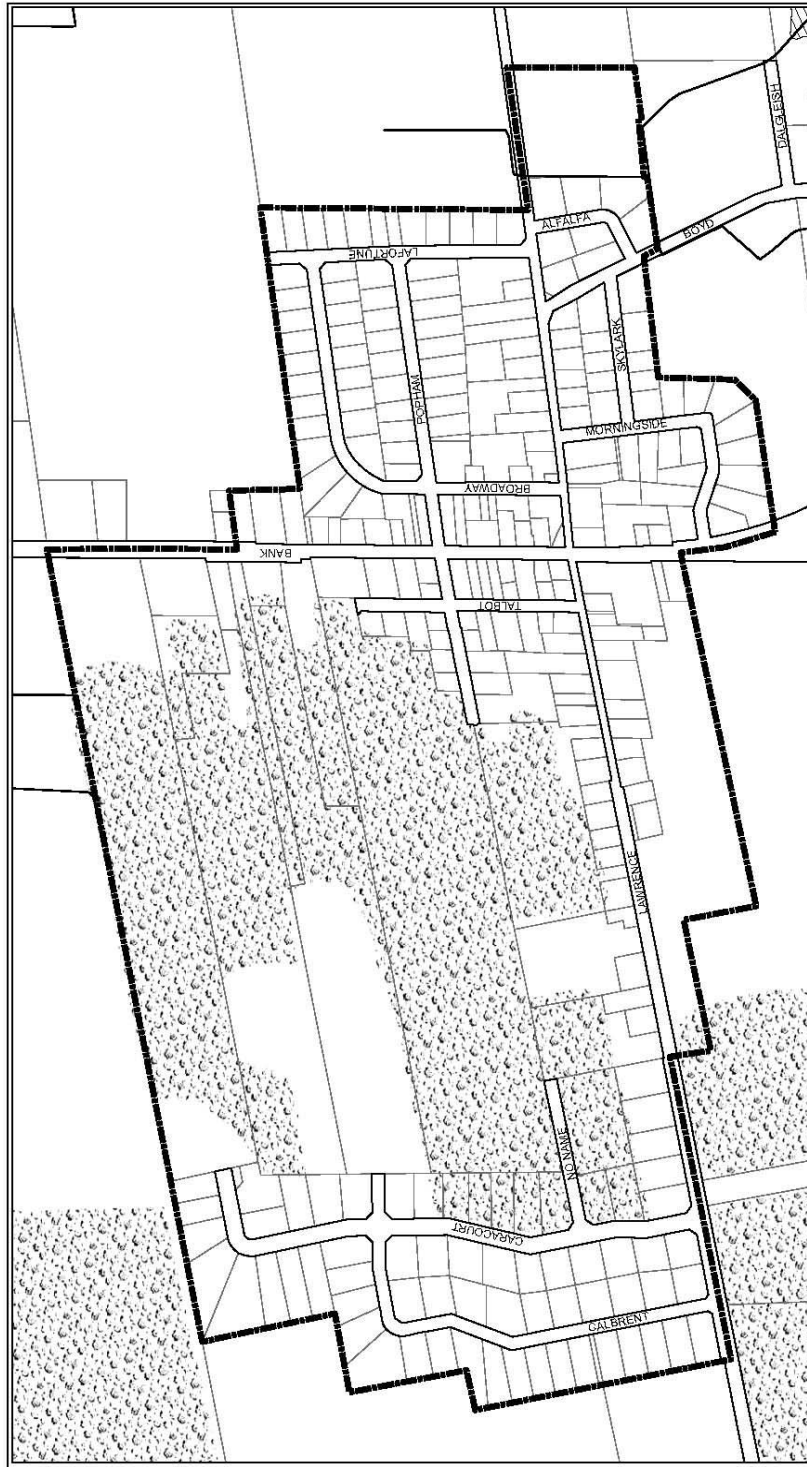 DALGLEISH
ALFALFA
BOYD
LAFORTUNE
SKYLARK
POPHAM
MORNINGSIDE
BROADWAY
BANK
TALBOT
LAWRENCE
NO NAME
CARACOURT
CALBRENT